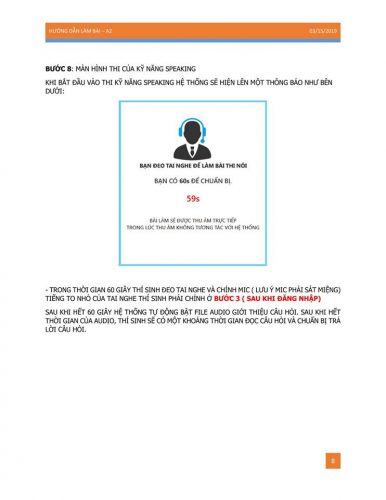 HƯỚNG DẪN LÀM BÀI – A2
03/15/2019
BƯỚC 8: MÀN HÌNH THI CỦA KỸ NĂNG SPEAKING
KHI BẮT ĐẦU VÀO THI KỸ NĂNG SPEAKING HỆ THỐNG SẼ HIỆN LÊN MỘT THÔNG BÁO NHƯ BÊN
DƯỚI:
BẠN ĐEO TAI NGHE ĐỂ LÀM BÀI THI NÓI
BẠN CÓ 60s ĐỂ CHUẨN BỊ.
59s
BÀI LÀM SẼ ĐƯỢC THU ÂM TRỰC TIẾP
TRONG LÚC THU ÂM KHÔNG TƯƠNG TÁC VỚI HỆ THỐNG
- TRONG THỜI GIAN 60 GIÂY THÍ SINH ĐEO TAI NGHE VÀ CHỈNH MIC ( LƯU Ý MIC PHẢI SÁT MIỆNG)
TIẾNG TO NHỎ CỦA TAI NGHE THÍ SINH PHẢI CHỈNH Ở BƯỚC 3 ( SAU KHI ĐĂNG NHẬP)
SAU KHI HẾT 60 GIÂY HỆ THỐNG TỰ ĐỘNG BẬT FILE AUDIO GIỚI THIỆU CÂU HỎI. SAU KHI HẾT
THỜI GIAN CỦA AUDIO, THÍ SINH SẼ CÓ MỘT KHOẢNG THỜI GIAN ĐỌC CÂU HỎI VÀ CHUẨN BỊ TRẢ
LỜI CÂU HỎI.
8